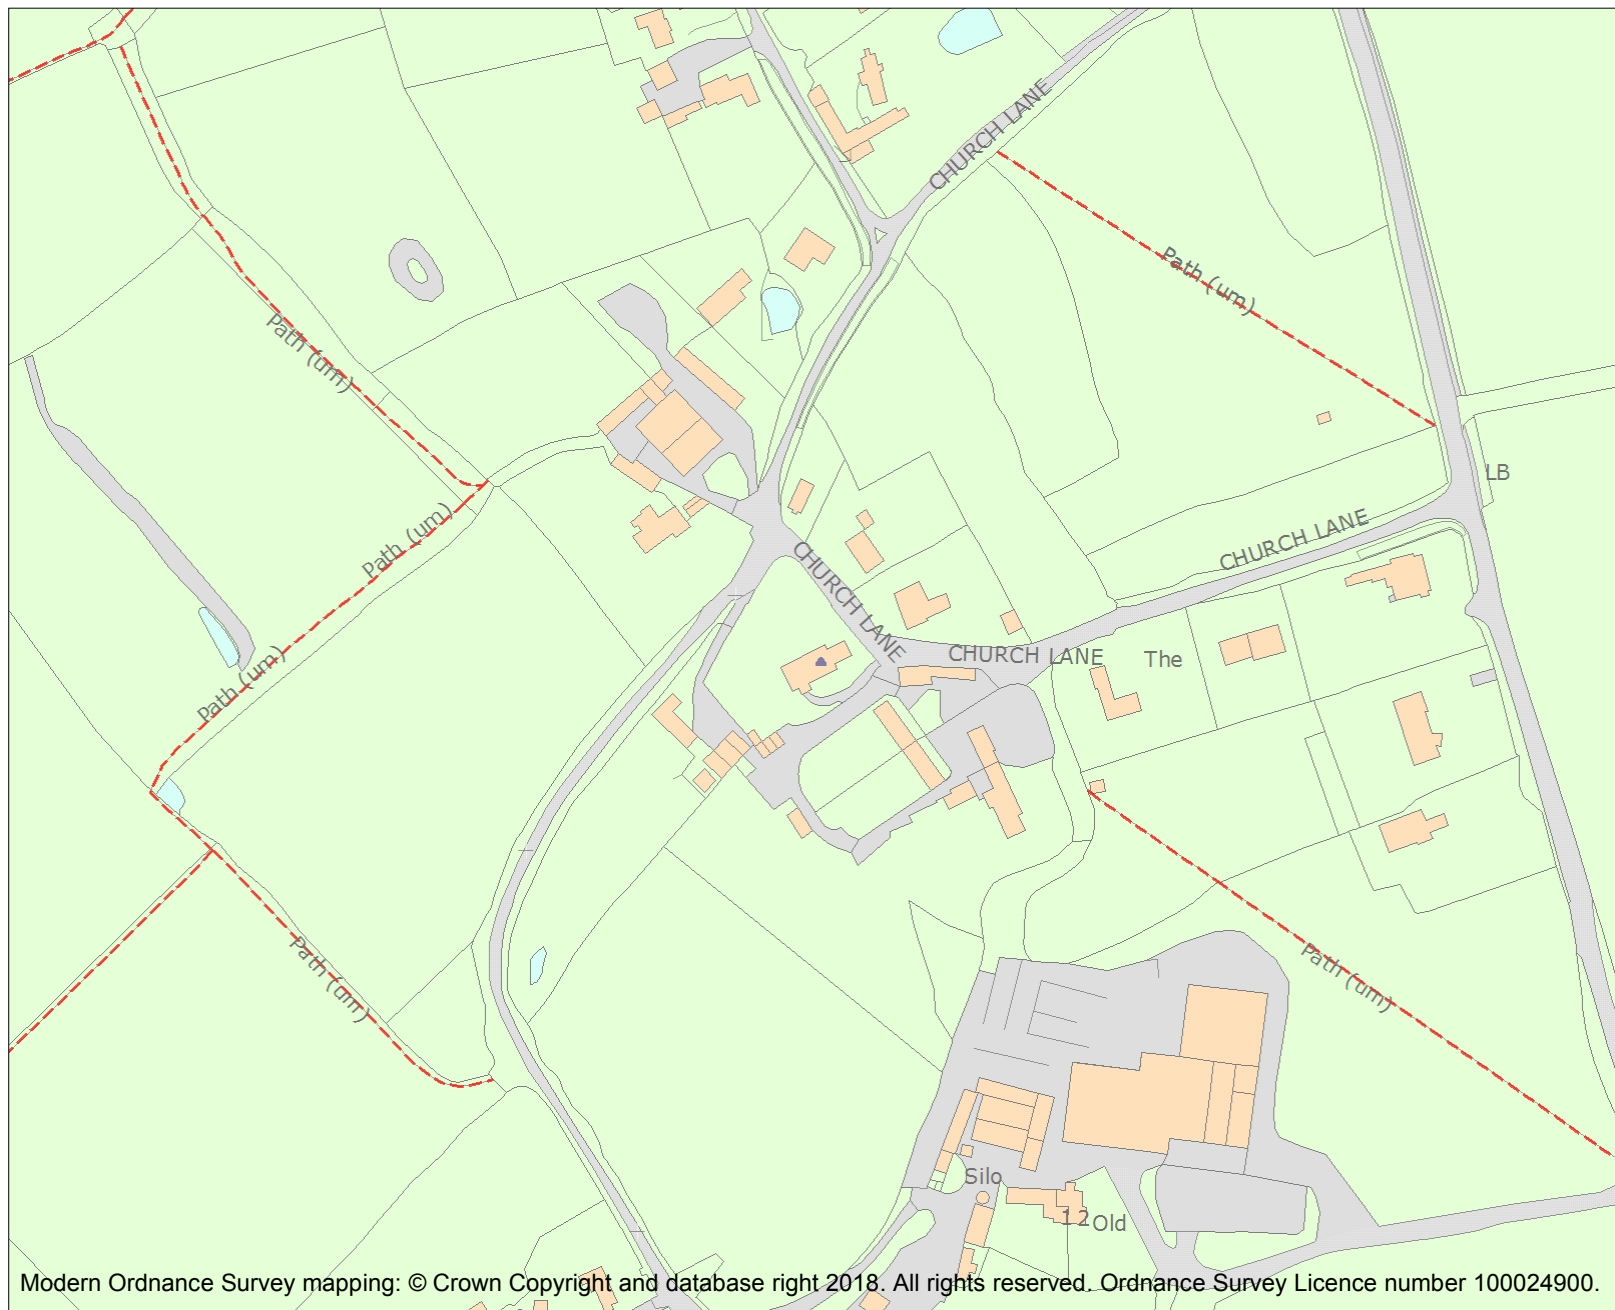 CHURCH LANE
Path (um)
Path (um)
LB
Path (um)
CHURCH LANE
CHURCH LANE
CHURCH LANE
The
Path (um)
Path (um)
Path (um)
Silo
1 2 Old
Modern Ordnance Survey mapping: © Crown Copyright and database right 2018. All rights reserved. Ordnance Survey Licence number 100024900.